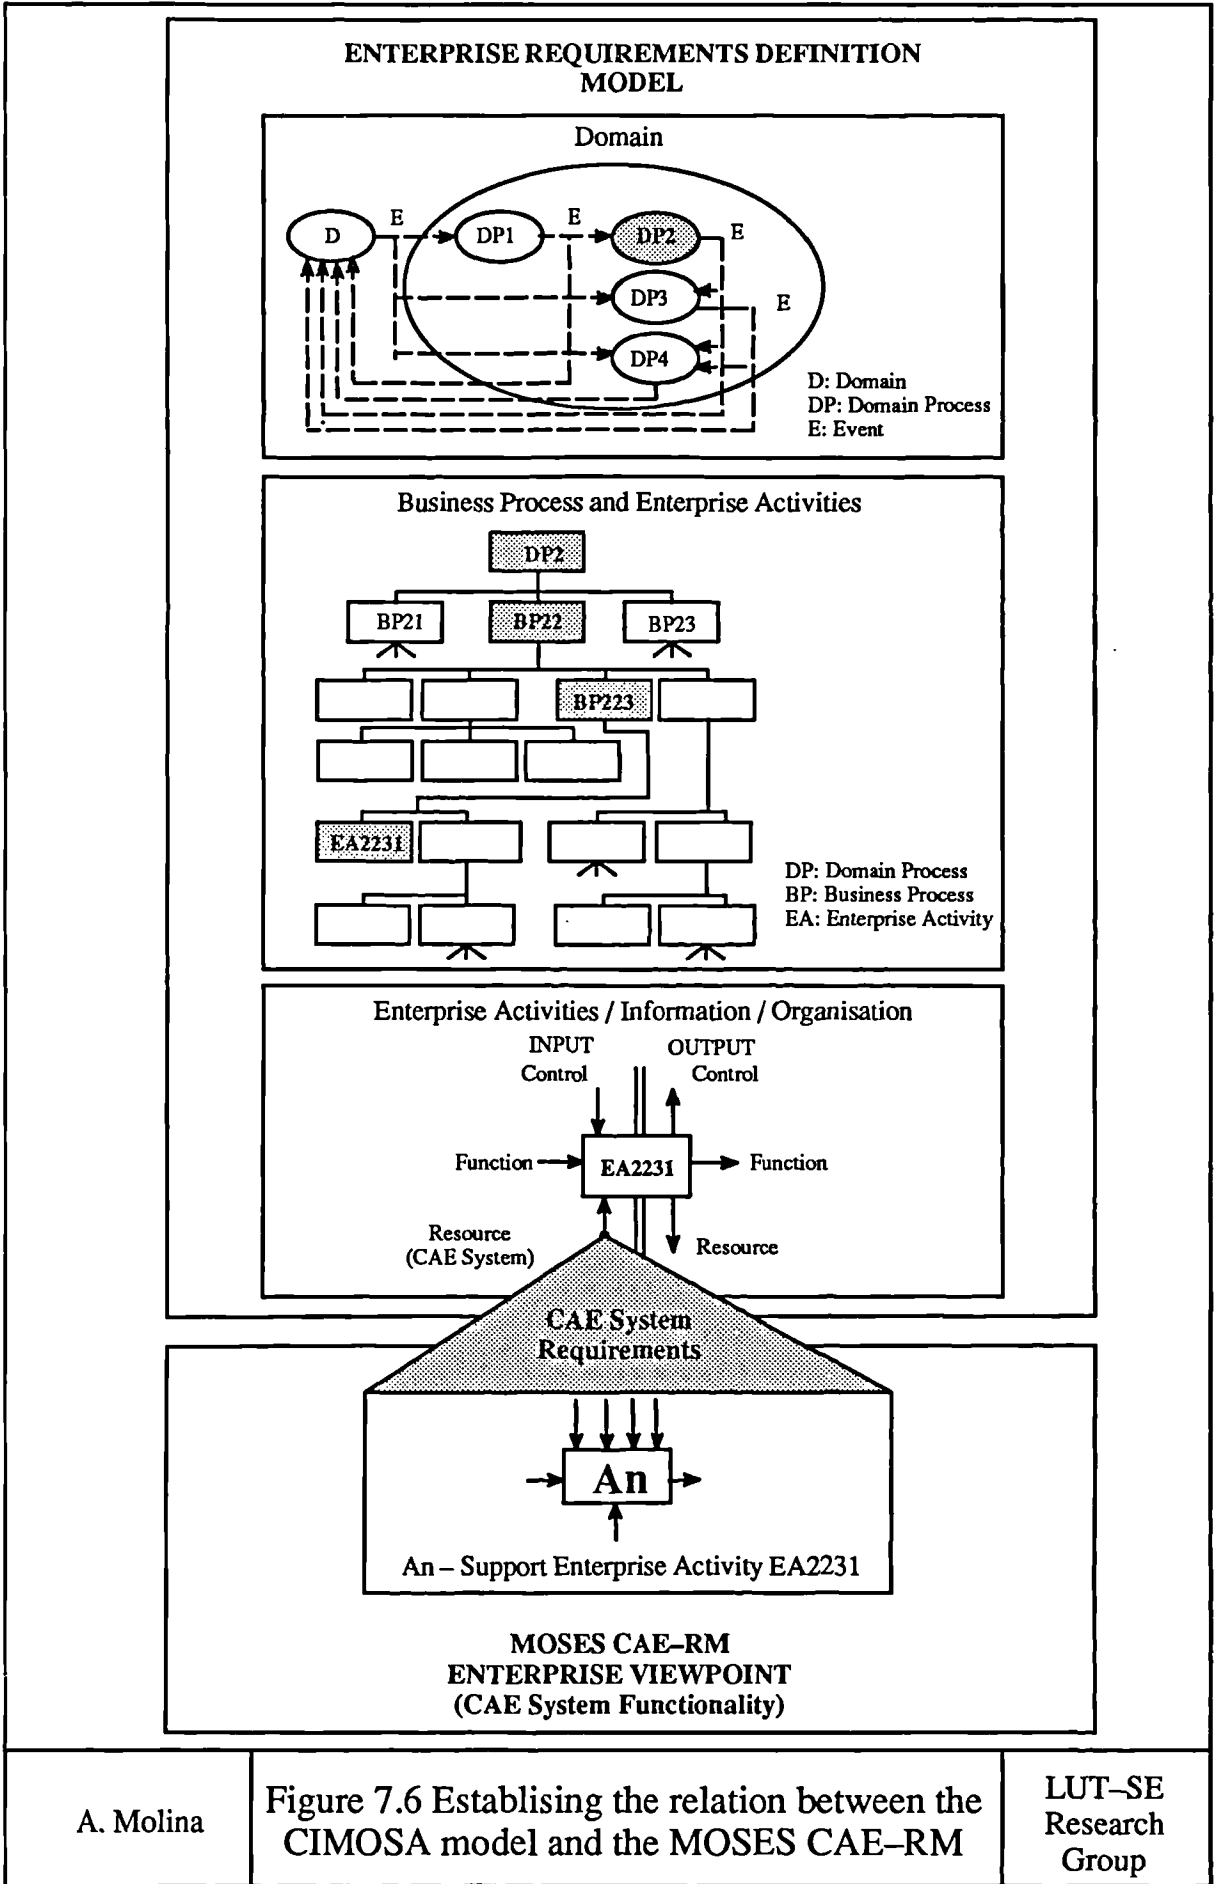 ENTERPRISE REQUIREMENTS DEFINITION
MODEL
Domain
E
E
D
DP1
DP2
E
DP3
E
DP4
D: Domain
DP: Domain Process
E: Event
Business Process and Enterprise Activities
DP2
BP21
BP22
BP23
BP223
EA2231
DP: Domain Process
BP: Business Process
EA: Enterprise Activity
Enterprise Activities / Information / Organisation
INPUT
Control
OUTPUT
Control
Function
EA2231
Function
Resource
(CAE System)
Resource
CAE System
Requirements
An
An – Support Enterprise Activity EA2231
MOSES CAE–RM
ENTERPRISE VIEWPOINT
(CAE System Functionality)
A. Molina
Figure 7.6 Establising the relation between the
CIMOSA model and the MOSES CAE–RM
LUT–SE
Research
Group